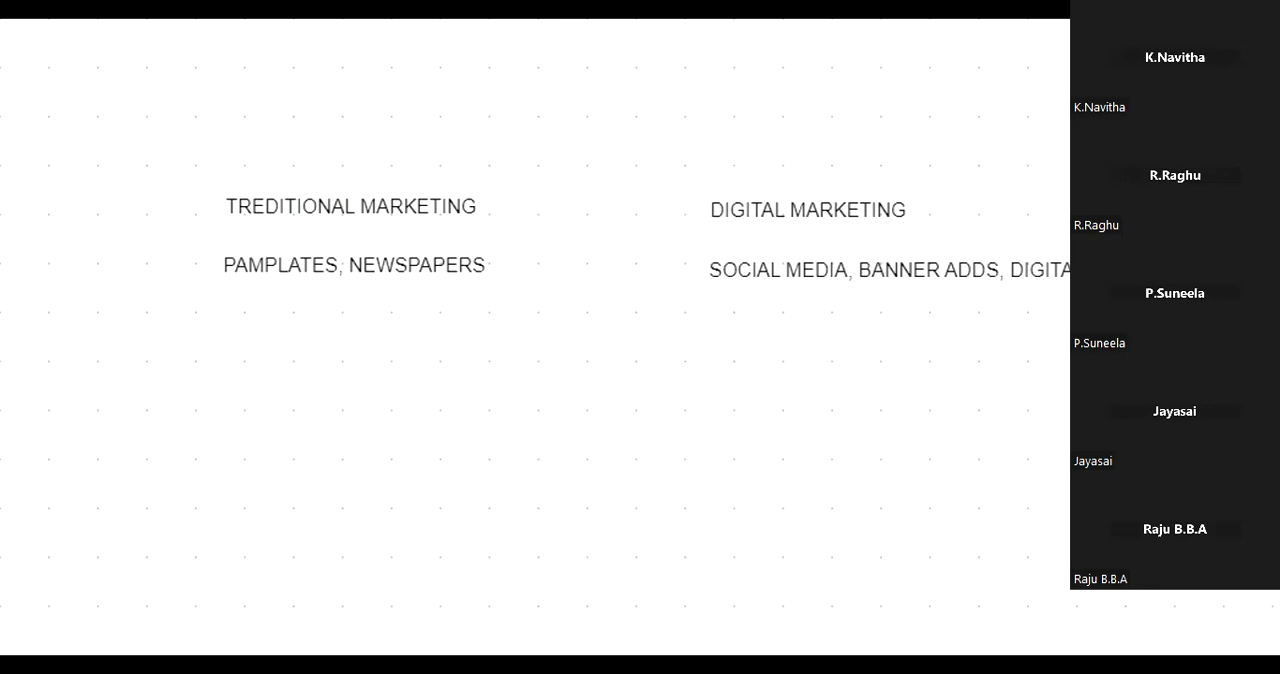 TREDITIONAL MARKETING
DIGITAL MARKETING
PAMPLATES, NEWSPAPERS
SOCIAL MEDIA, BANNER ADDS, DIGITA
K.Navitha
K.Navitha
R.Raghu
R.Raghu
P.Suneela
P.Suneela
Jayasai
Jayasai
Raju B.B.A
Raju B.B.A